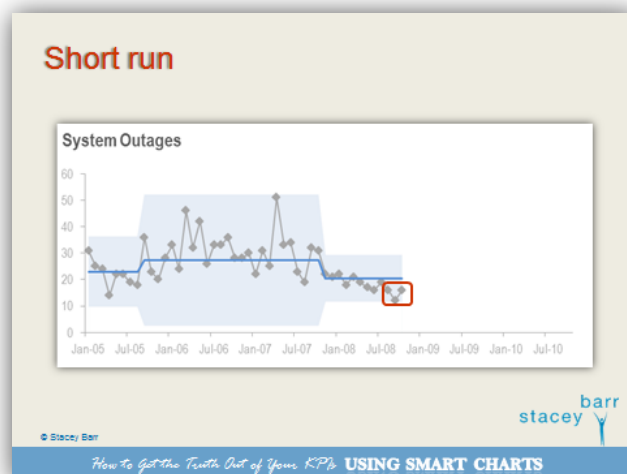 Short run
System Outages
60
50
40
30
20
10
0
Jan-05 Jul-05 Jan-06 Jul-06 Jan-07 Jul-07 Jan-08 Jul-08 Jan-09 Jul-09 Jan-10 Jul-10
barr
stacey
© Stacey Barr
How to Get the Truth Out of Your KPIs USING SMART CHARTS